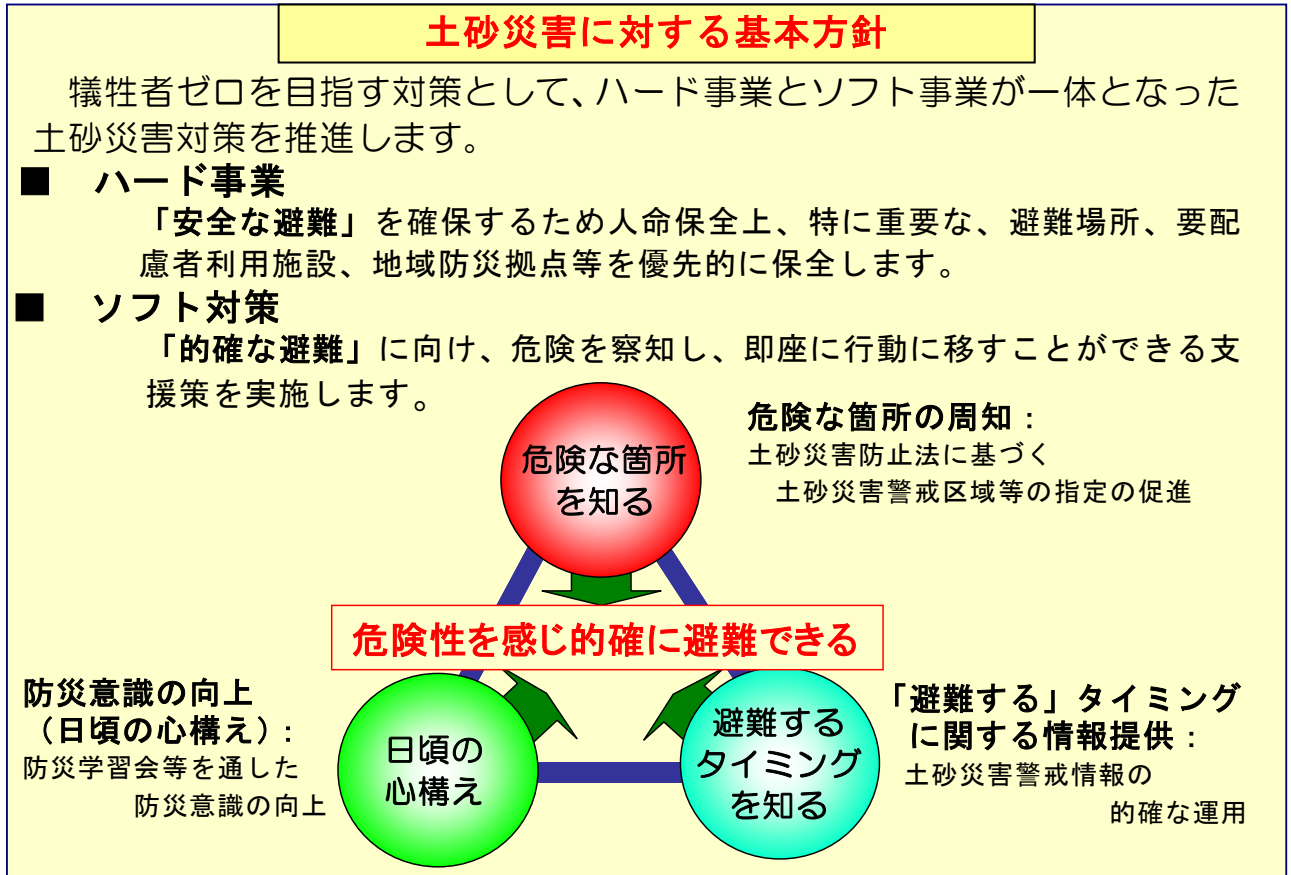 土砂災害に対する基本方針
犠牲者ゼロを目指す対策として、ハード事業とソフト事業が一体となった
土砂災害対策を推進します。
■ ハード事業
「安全な避難」を確保するため人命保全上、特に重要な、避難場所、要配
慮者利用施設、地域防災拠点等を優先的に保全します。
■ ソフト対策
「的確な避難」に向け、危険を察知し、即座に行動に移すことができる支
援策を実施します。
危険な箇所
を知る
危険な箇所の周知：
土砂災害防止法に基づく
土砂災害警戒区域等の指定の促進
危険性を感じ的確に避難できる
防災意識の向上
（日頃の心構え）：
防災学習会等を通した
防災意識の向上
日頃の
心構え
避難する
タイミング
を知る
「避難する」タイミング
に関する情報提供：
土砂災害警戒情報の
的確な運用